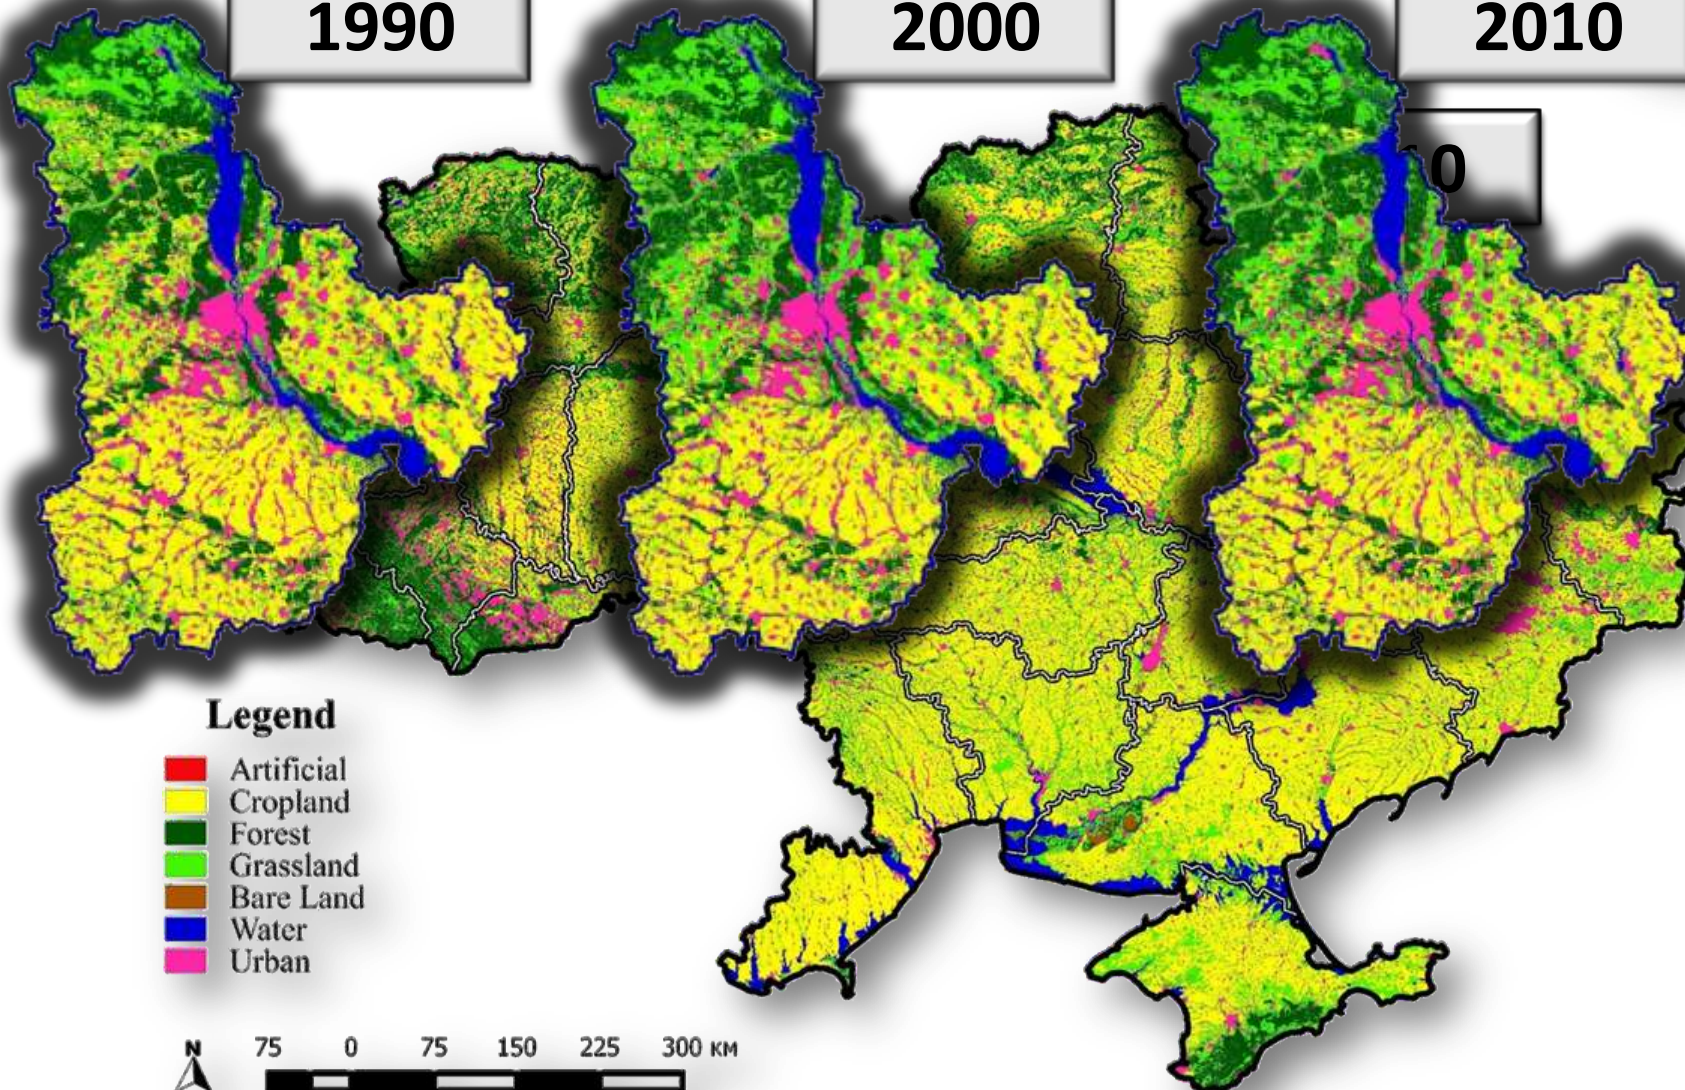 1990
2000
2010
0
Legend
Artificial
Cropland
Forest
Grassland
Bare Land
Water
Urban
N
75 0 75 150 225 300 КМ